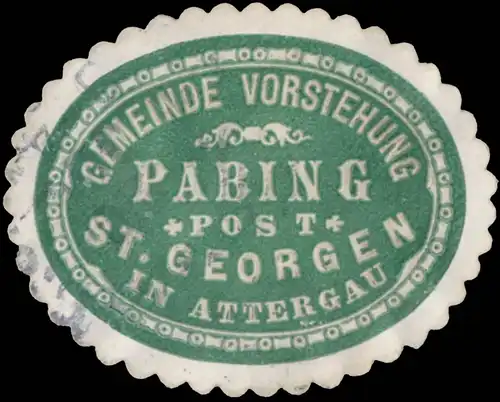 GEMEINDE VORSTEHUNG
PABING
POST
ST. GEORGEN
IN ATTERGAU